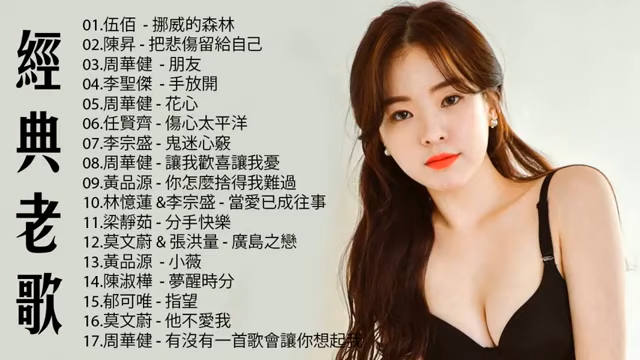 經典老歌
01.伍佰 - 挪威的森林
02.陳昇 - 把悲傷留給自己
03.周華健 - 朋友
04.李聖傑 - 手放開
05.周華健 - 花心
06.任賢齊 - 傷心太平洋
07.李宗盛 - 鬼迷心竅
08.周華健 - 讓我歡喜讓我憂
09.黃品源 - 你怎麼捨得我難過
10.林憶蓮 &李宗盛 - 當愛已成往事
11.梁靜茹 - 分手快樂
12.莫文蔚 & 張洪量 - 廣島之戀
13.黃品源 - 小薇
14.陳淑樺 - 夢醒時分
15.郁可唯 - 指望
16.莫文蔚 - 他不愛我
17.周華健 - 有沒有一首歌會讓你想起我